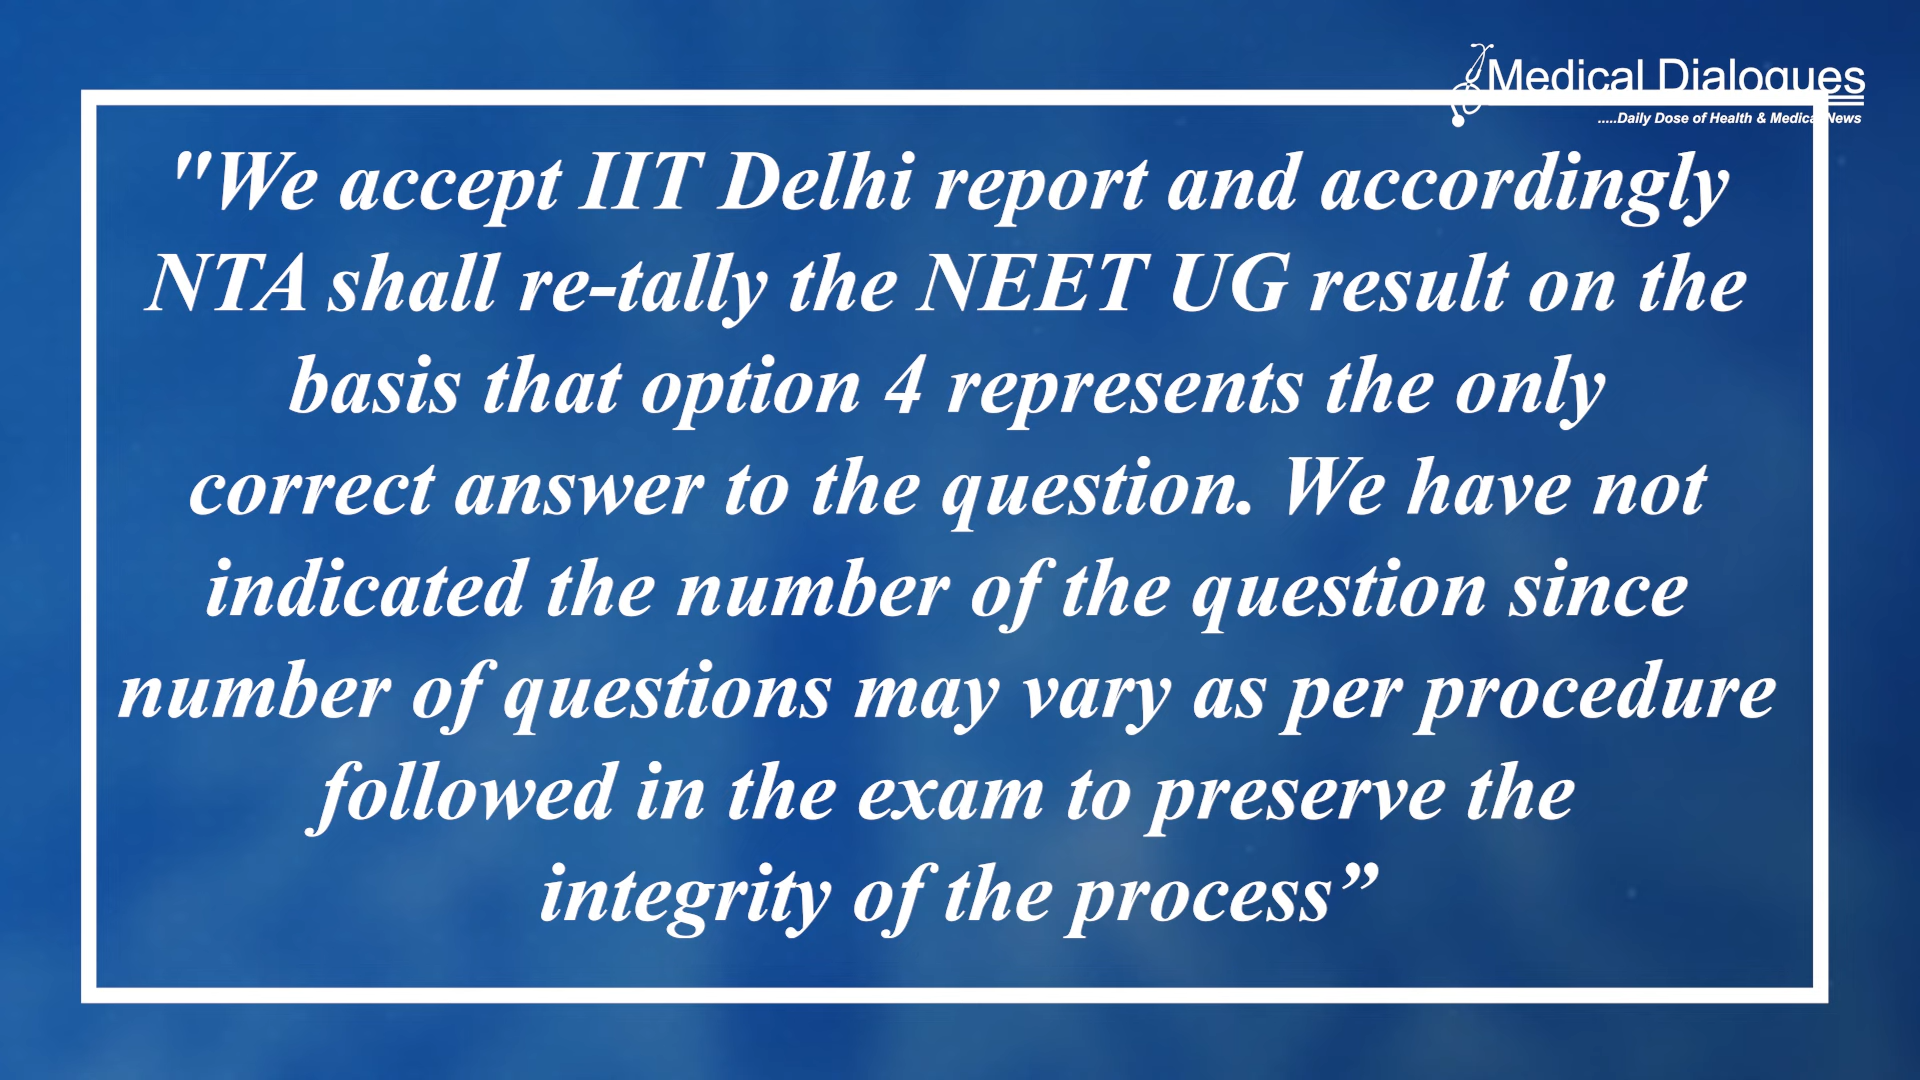 Medical Dialogues
.....Daily Dose of Health & Medical News
"We accept IIT Delhi report and accordingly
NTA shall re-tally the NEET UG result on the
basis that option 4 represents the only
correct answer to the question. We have not
indicated the number of the question since
number of questions may vary as per procedure
followed in the exam to preserve the
integrity of the process”